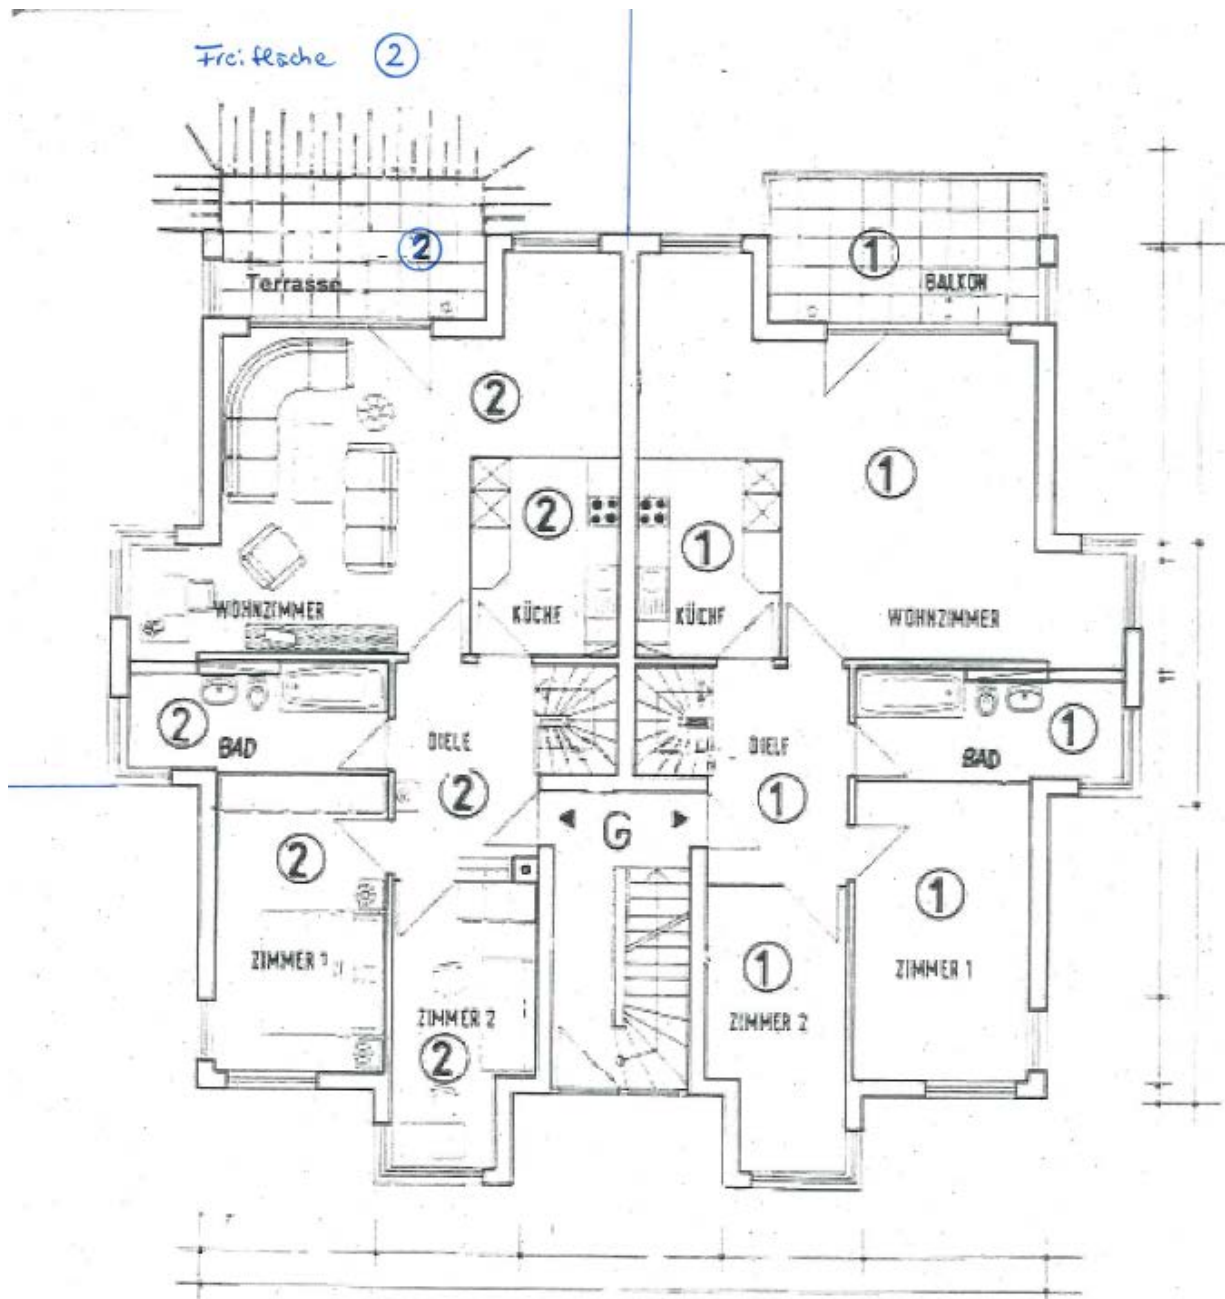 Freifläche 2
2
1
Terrasse
BALKON
2
1
2
1
WOHNZIMMER
KÜCHE
KÜCHE
WOHNZIMMER
2
BAD
DIELE
DIELE
1
BAD
2
1
G
2
1
ZIMMER 1
1
ZIMMER 1
ZIMMER 2
ZIMMER 2
2